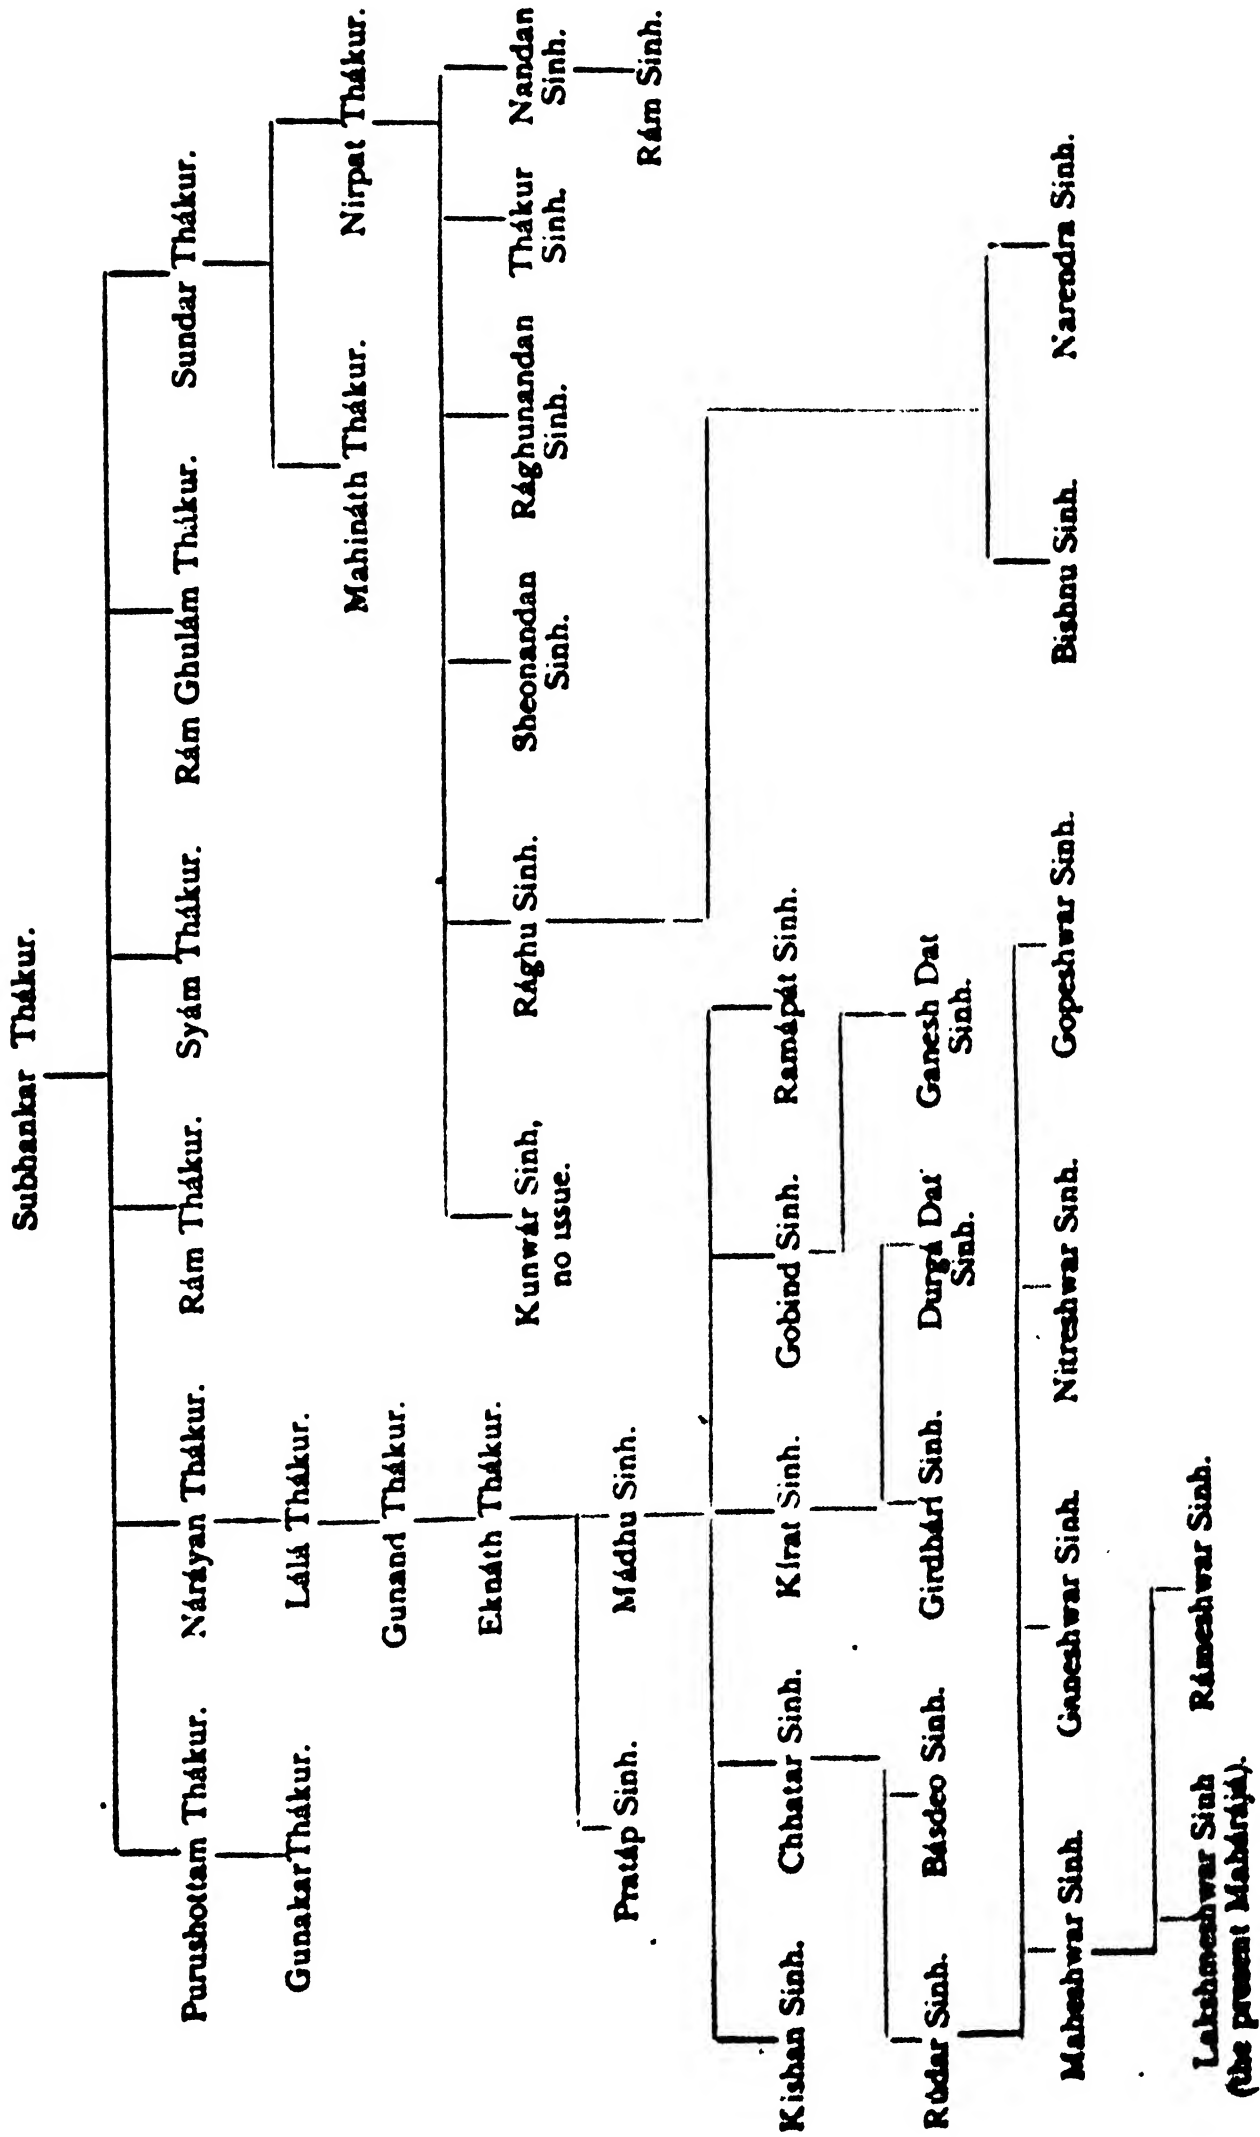 Subhankar Thákur.
Purushottam Thákur. Náráyan Thákur. Rám Thákur. Syám Thákur. Rám Ghulám Thákur. Sundar Thákur.
Gunakar Thákur. Lálá Thákur. Mahináth Thákur. Nirpat Thákur.
Gunand Thákur.
Eknáth Thákur. Kunwár Sinh, Rághu Sinh. Sheonandan Rághunandan Thákur Nandan
no issue. Sinh. Sinh. Sinh. Sinh.
Pratáp Sinh. Mádhu Sinh. Rám Sinh.
Kishan Sinh. Chhatar Sinh. Kírat Sinh. Gobind Sinh. Ramápát Sinh.
Rúdar Sinh. Básdeo Sinh. Girdhárí Sinh. Durgá Dat Ganesh Dat
Sinh. Sinh.
Maheshwar Sinh. Ganeshwar Sinh. Nitreshwar Sinh. Gopeshwar Sinh. Bishnu Sinh. Narendra Sinh.
Lakshmeshwar Sinh Rámeshwar Sinh.
(the present Mahárájá).